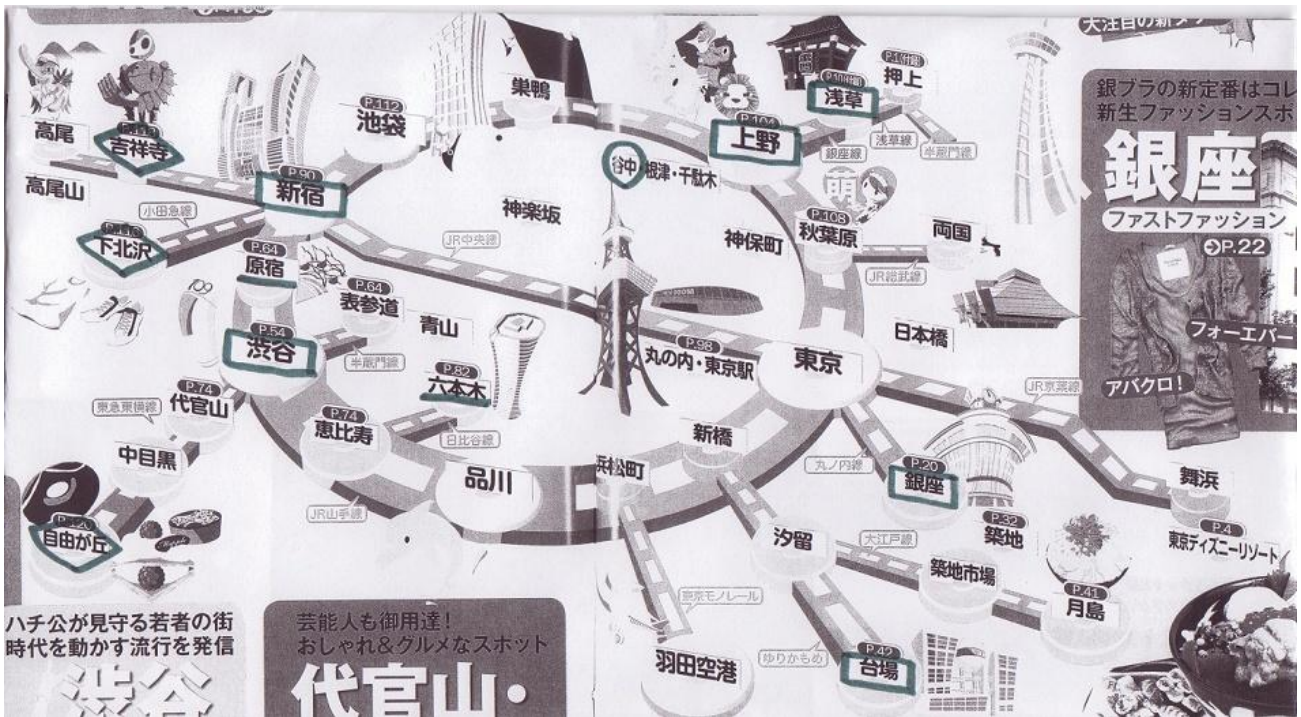 大注目の新タワー
銀ブラの新定番はコレ
新生ファッションスポ
銀座
ファストファッション
P.22
フォーエバー
アバクロ!
高尾
高尾山
吉祥寺
小田急線
下北沢
P.90
新宿
P.112
池袋
巣鴨
神楽坂
JR中央線
谷中・根津・千駄木
P.104
上野
浅草
押上
銀座線
浅草線
半蔵門線
萌
神保町
P.108
秋葉原
両国
JR総武線
P.64
原宿
P.64
表参道
青山
P.54
渋谷
半蔵門線
P.82
六本木
日比谷線
P.98
丸の内・東京駅
東京
日本橋
JR京葉線
P.74
代官山
東急東横線
中目黒
P.74
恵比寿
品川
JR山手線
自由が丘
浜松町
新橋
丸ノ内線
P.20
銀座
舞浜
P.4
東京ディズニーリゾート
P.32
築地
汐留
大江戸線
築地市場
P.41
月島
東京モノレール
羽田空港
ゆりかもめ
P.42
台場
ハチ公が見守る若者の街
時代を動かす流行を発信
渋谷
芸能人も御用達!
おしゃれ&グルメなスポット
代官山・